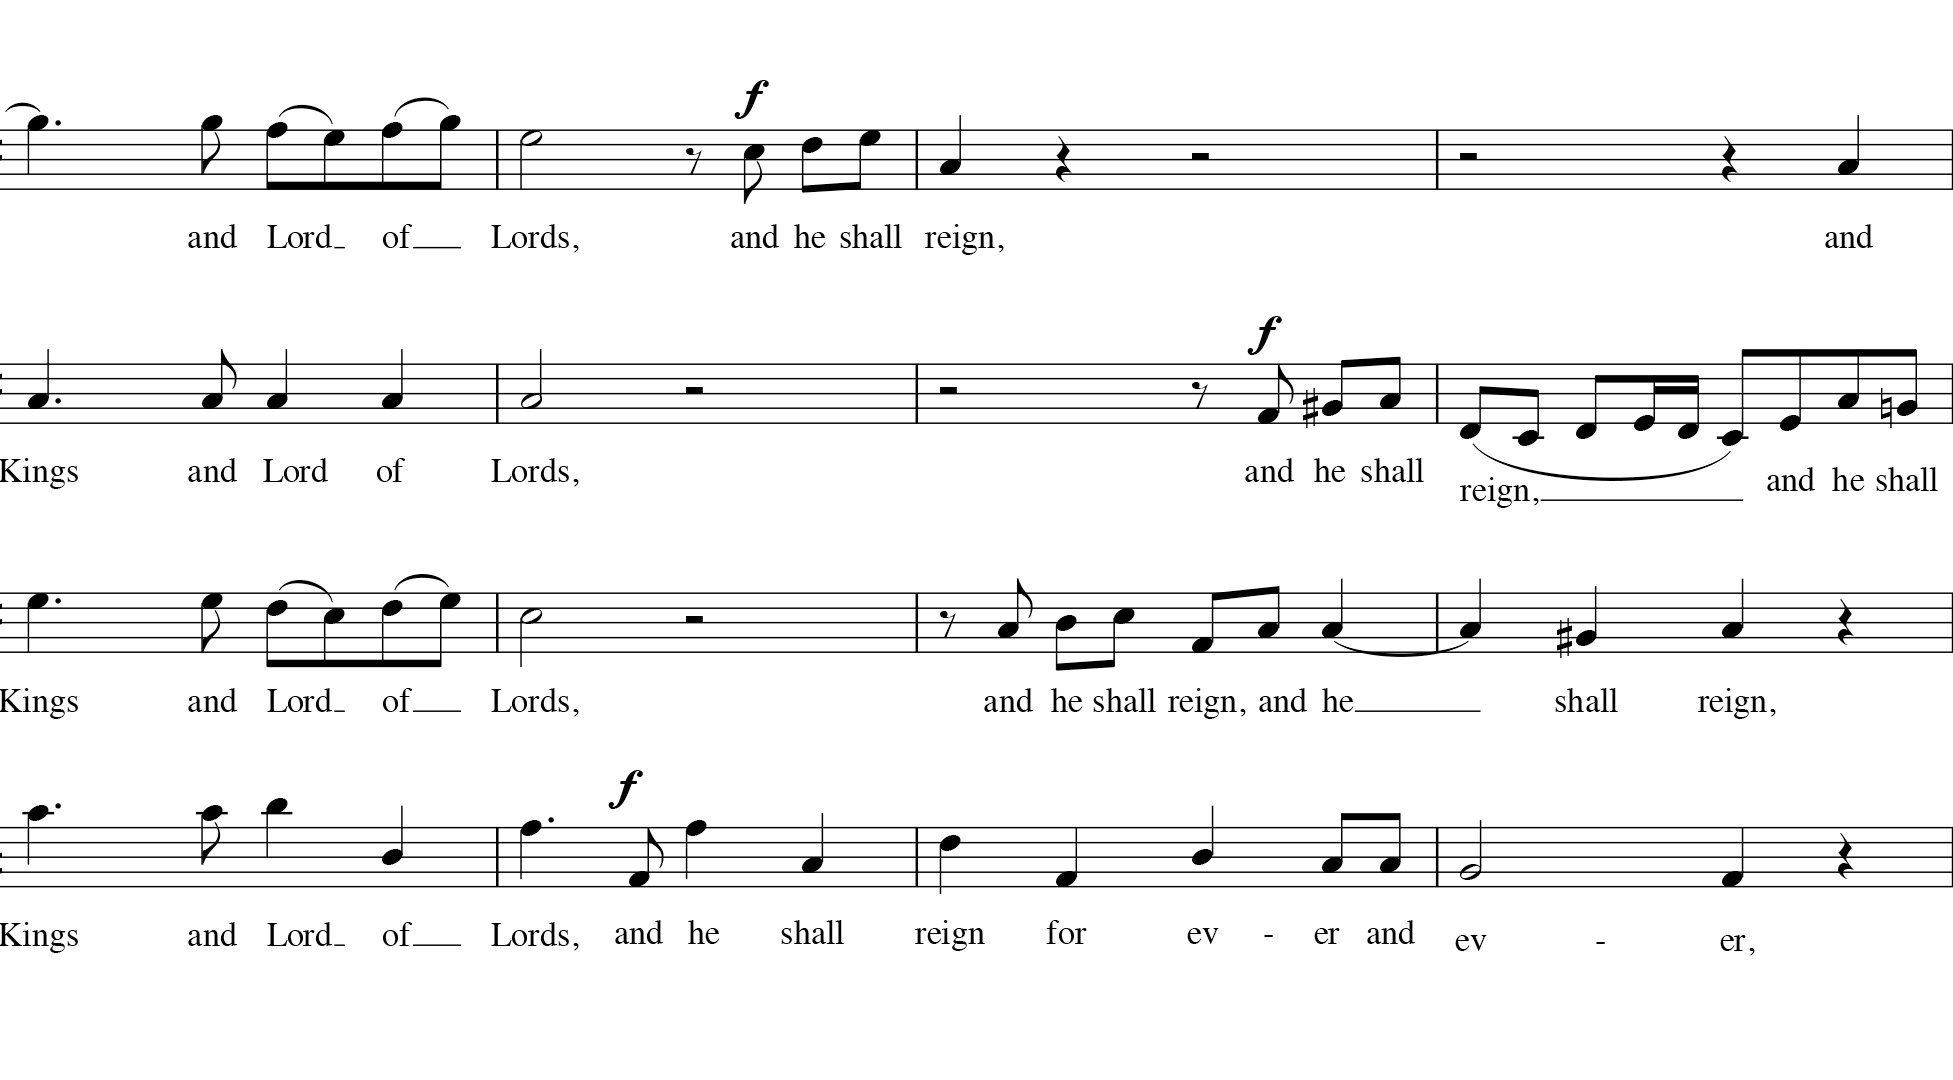 f
and Lord of Lords, and he shall reign, and
f
Kings and Lord of Lords, and he shall reign, and he shall
Kings and Lord of Lords, and he shall reign, and he shall reign,
f
Kings and Lord of Lords, and he shall reign for ev - er and ev - er,